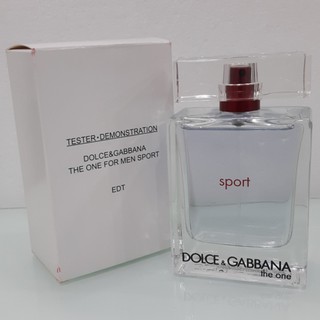 TESTER-DEMONSTRATION
DOLCE&GABBANA
THE ONE FOR MEN SPORT
EDT
sport
DOLCE & GABBANA
the one